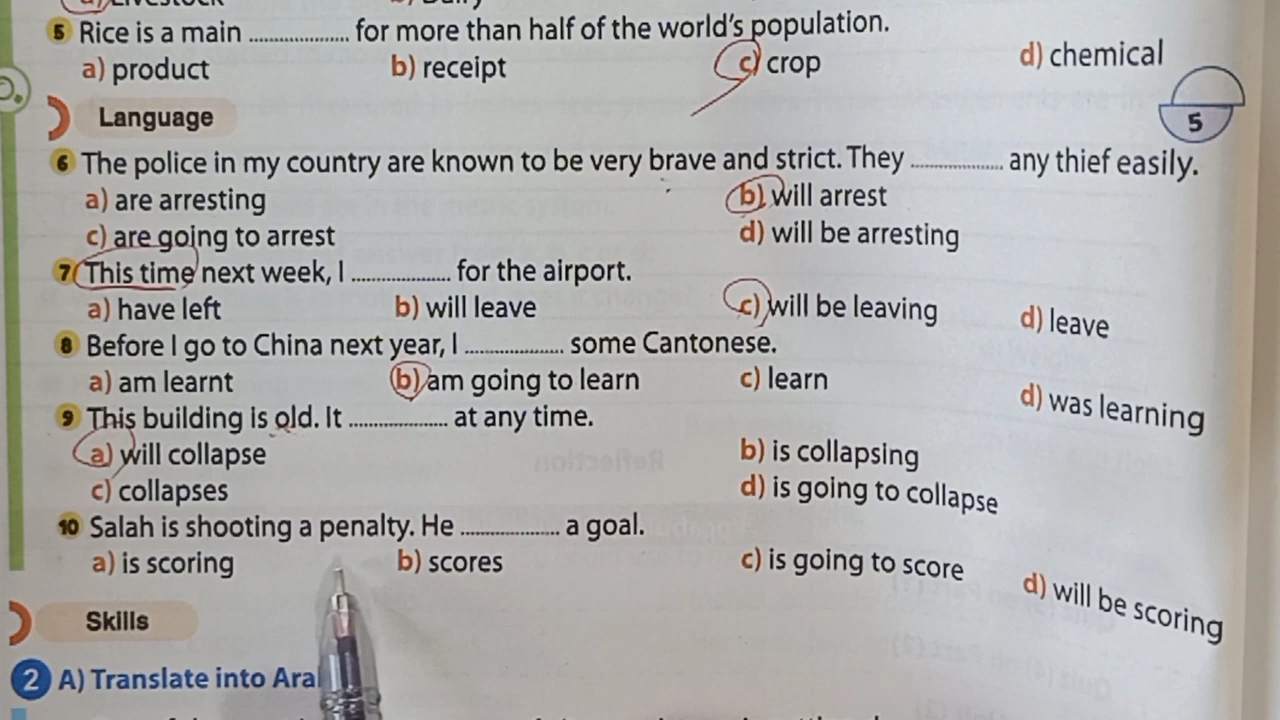 a) Livestock b) Dairy
5 Rice is a main .................... for more than half of the world's population.
a) product b) receipt c) crop d) chemical
Language
5
6 The police in my country are known to be very brave and strict. They .................... any thief easily.
a) are arresting b) will arrest
c) are going to arrest d) will be arresting
7 This time next week, I .................... for the airport.
a) have left b) will leave c) will be leaving d) leave
8 Before I go to China next year, I .................... some Cantonese.
a) am learnt b) am going to learn c) learn d) was learning
9 This building is old. It .................... at any time.
a) will collapse b) is collapsing
c) collapses d) is going to collapse
10 Salah is shooting a penalty. He .................... a goal.
a) is scoring b) scores c) is going to score d) will be scoring
Skills
2 A) Translate into